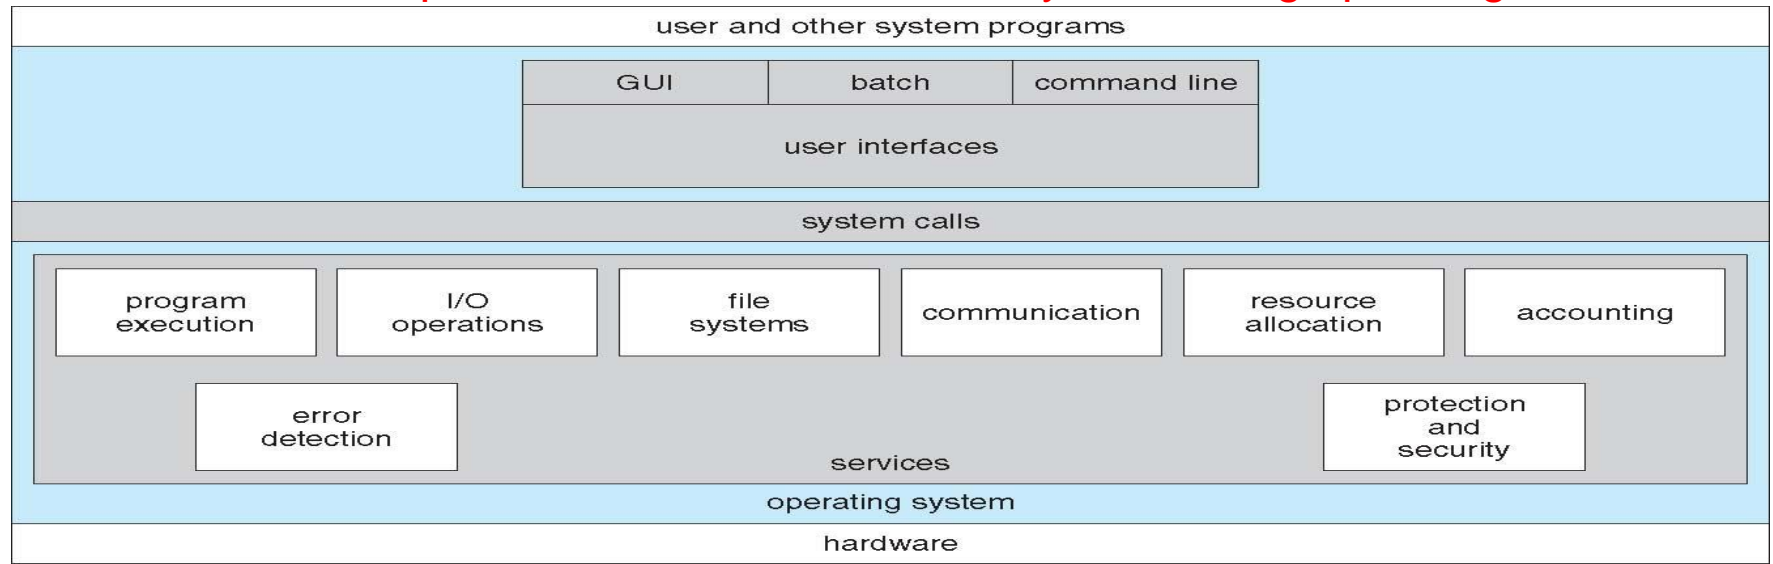 user and other system programs
GUI batch command line
user interfaces
system calls
program execution
I/O operations
file systems
communication
resource allocation
accounting
error detection
protection and security
services
operating system
hardware